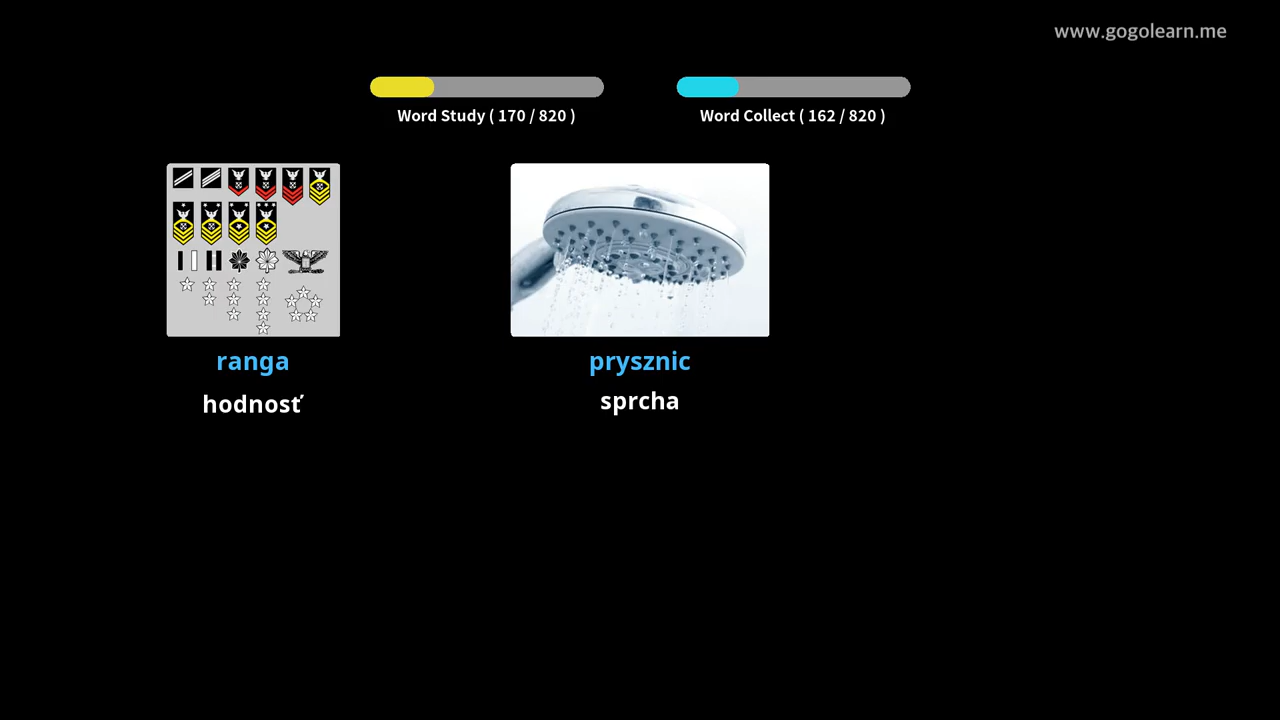 www.gogolearn.me
Word Study ( 170 / 820 )
Word Collect ( 162 / 820 )
ranga
hodnosť
prysznic
sprcha